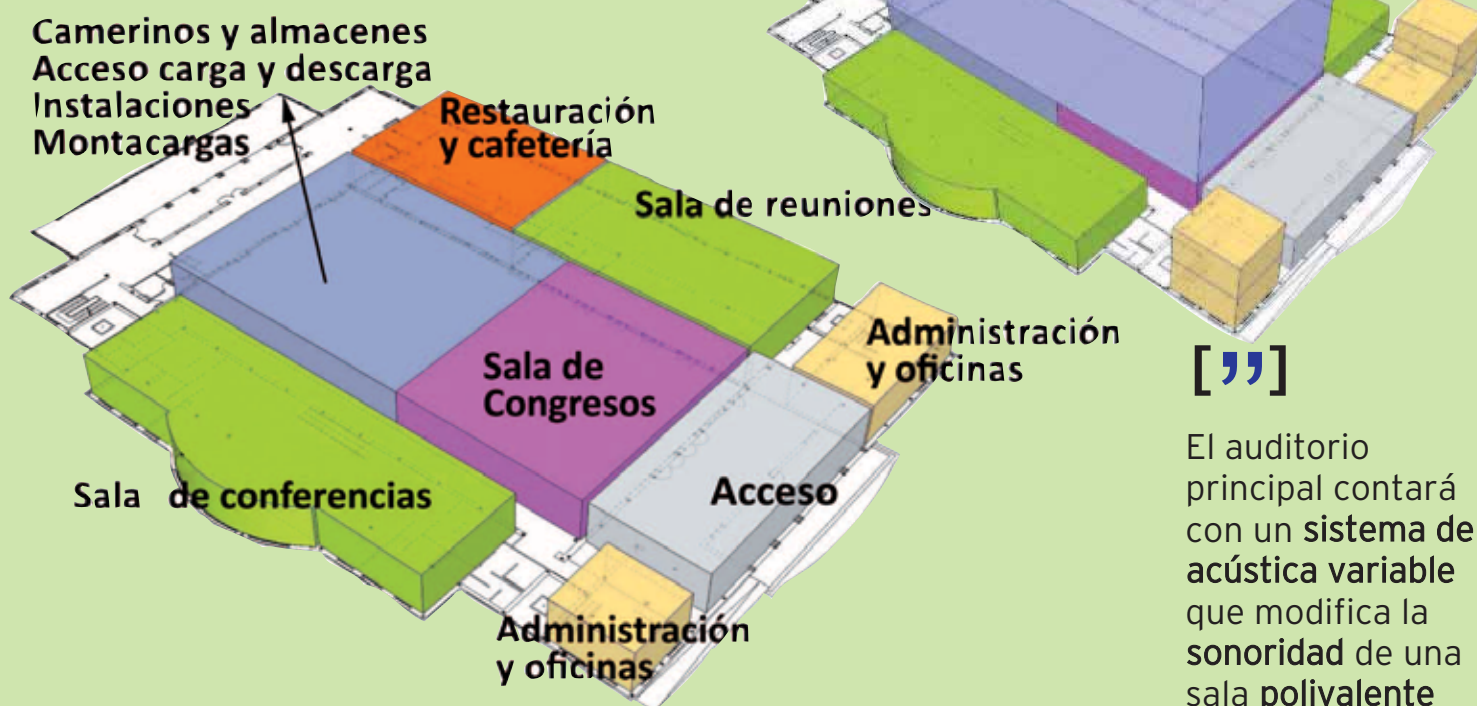 Camerinos y almacenes
Acceso carga y descarga
Instalaciones
Montacargas
Restauración
y cafetería
Sala de reuniones
Administración
y oficinas
Sala de
Congresos
Sala de conferencias
Acceso
Administración
y oficinas
[”]
El auditorio
principal contará
con un sistema de
acústica variable
que modifica la
sonoridad de una
sala polivalente